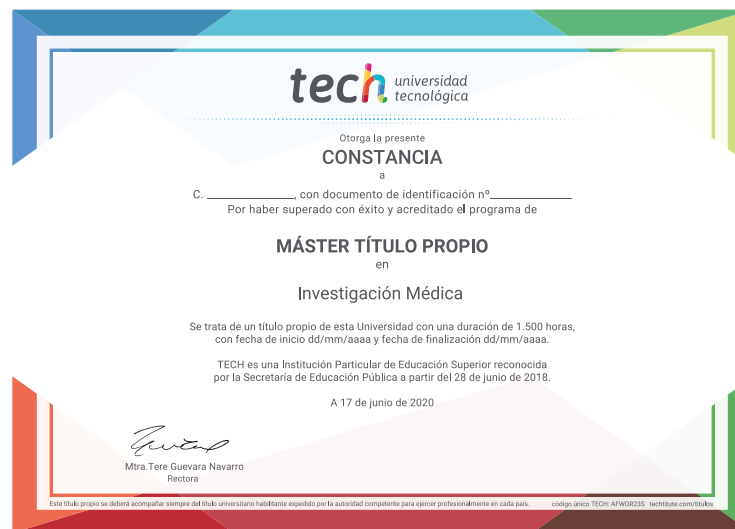 tech universidad
tecnológica
Otorga la presente
CONSTANCIA
a
C. ________________, con documento de identificación nº______________
Por haber superado con éxito y acreditado el programa de
MÁSTER TÍTULO PROPIO
en
Investigación Médica
Se trata de un título propio de esta Universidad con una duración de 1.500 horas,
con fecha de inicio dd/mm/aaaa y fecha de finalización dd/mm/aaaa.
TECH es una Institución Particular de Educación Superior reconocida
por la Secretaría de Educación Pública a partir del 28 de junio de 2018.
A 17 de junio de 2020
Mtra.Tere Guevara Navarro
Rectora
Este título propio se deberá acompañar siempre del título universitario habilitante expedido por la autoridad competente para ejercer profesionalmente en cada país. código único TECH: AFWOR23S techtitute.com/titulos